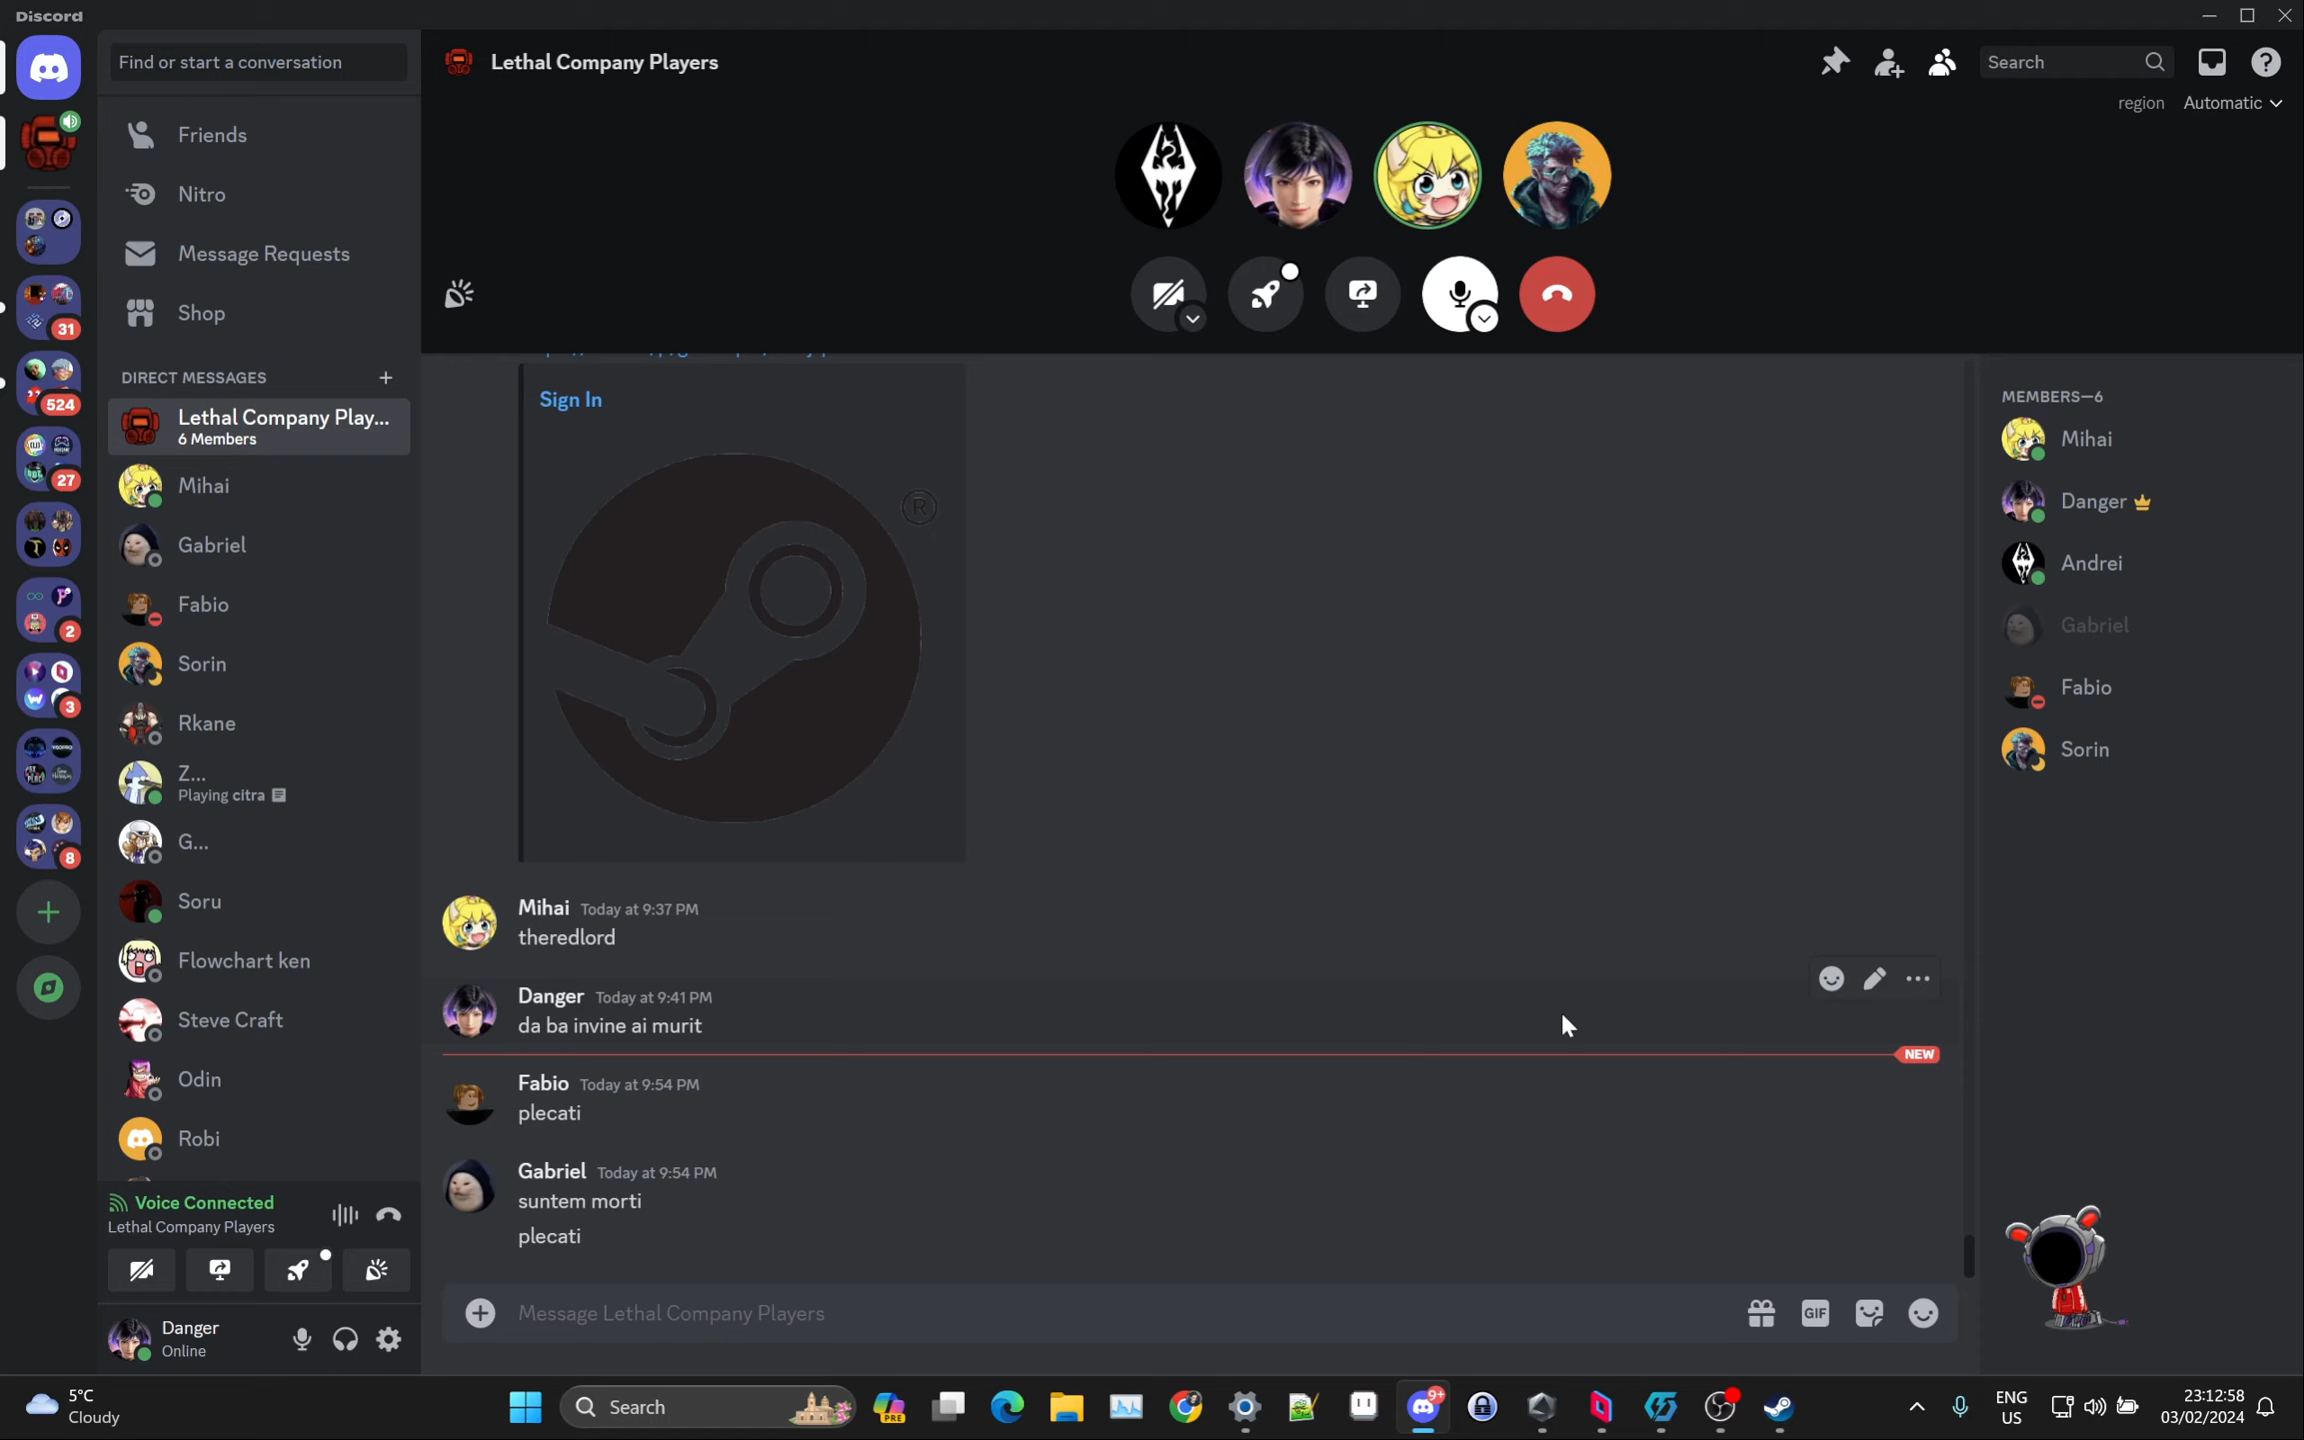 Discord
Find or start a conversation
Lethal Company Players
Search
region Automatic
Friends
Nitro
Message Requests
Shop
31
524
27
2
3
8
DIRECT MESSAGES
Lethal Company Play...
6 Members
Mihai
Gabriel
Fabio
Sorin
Rkane
Z...
Playing citra
G...
Soru
Flowchart ken
Steve Craft
Odin
Robi
Voice Connected
Lethal Company Players
Danger
Online
Sign In
®
Mihai Today at 9:37 PM
theredlord
Danger Today at 9:41 PM
da ba invine ai murit
NEW
Fabio Today at 9:54 PM
plecati
Gabriel Today at 9:54 PM
suntem morti
plecati
Message Lethal Company Players
GIF
MEMBERS—6
Mihai
Danger
Andrei
Gabriel
Fabio
Sorin
5°C
Cloudy
Search
PRE
9+
ENG
US
23:12:58
03/02/2024